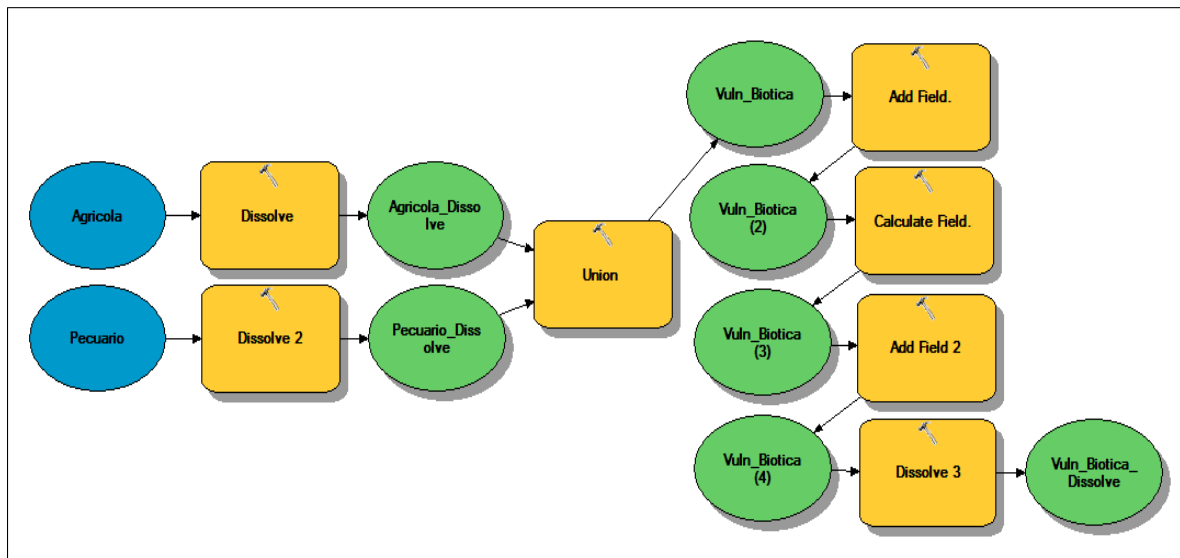 Agricola
Dissolve
Agricola_Disso
lve
Pecuario
Dissolve 2
Pecuario_Diss
olve
Union
Vuln_Biotica
Add Field.
Vuln_Biotica
(2)
Calculate Field.
Vuln_Biotica
(3)
Add Field 2
Vuln_Biotica
(4)
Dissolve 3
Vuln_Biotica_
Dissolve